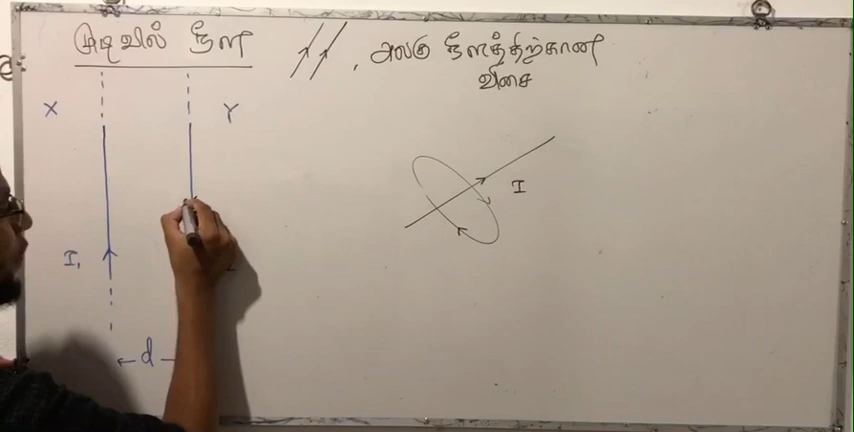 முடிவில் நீள // , அலகு நீளத்திற்கான
விசை
X Y
I
I₁
d